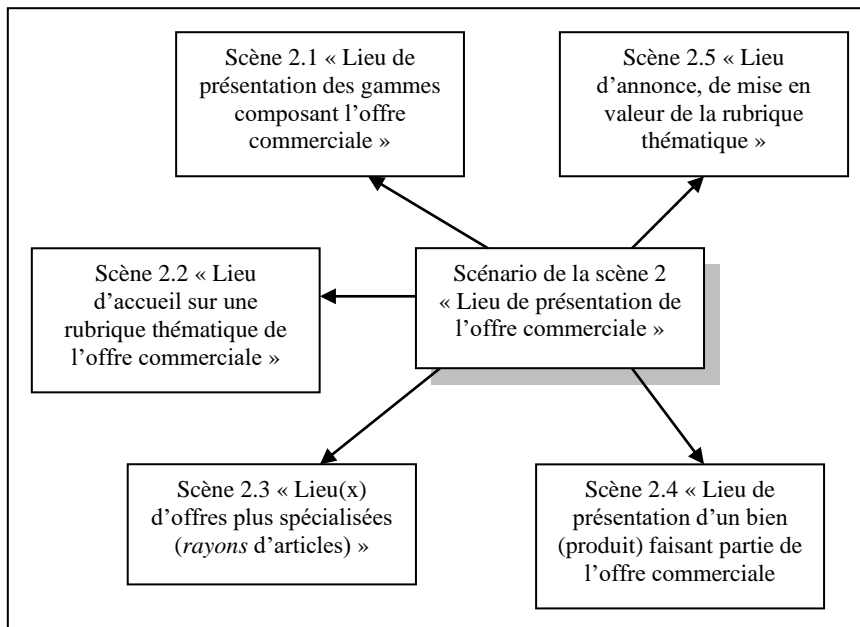 Scène 2.1 « Lieu de
présentation des gammes
composant l'offre
commerciale »
Scène 2.5 « Lieu
d'annonce, de mise en
valeur de la rubrique
thématique »
Scène 2.2 « Lieu
d'accueil sur une
rubrique thématique de
l'offre commerciale »
Scénario de la scène 2
« Lieu de présentation de
l'offre commerciale »
Scène 2.3 « Lieu(x)
d'offres plus spécialisées
(rayons d'articles) »
Scène 2.4 « Lieu de
présentation d'un bien
(produit) faisant partie de
l'offre commerciale